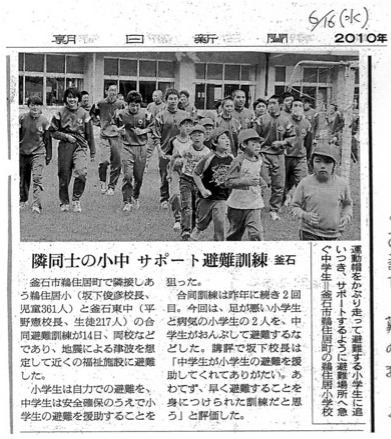 6/16(水)
朝日新聞
2010年
運動帽をかぶり走って小学生に追
いつき、サポートするように避難場所へ急
ぐ中学生＝釜石市鵜住居町の鵜住居小学校
隣同士の小中 サポート避難訓練 釜石
釜石市鵜住居町で隣接しあ
う鵜住居小（坂下俊彦校長、
児童361人）と釜石東中（平
野憲校長、生徒217人）の合
同避難訓練が14日、両校など
であり、地震による津波を想
定して近くの福祉施設に避難
した。
小学生は自力での避難を、
中学生は安全確保のうえで小
学生の避難を援助することを
狙った。
合同訓練は昨年に続き2回
目。今回は、足が悪い小学生
と病気の小学生の2人を、中学
生がおんぶして避難するな
どした。講評で坂下校長は
「中学生が小学生の避難を援
助してくれてありがたい。あ
わてず、早く避難することを
身につけられた訓練だと思
う」と評価した。